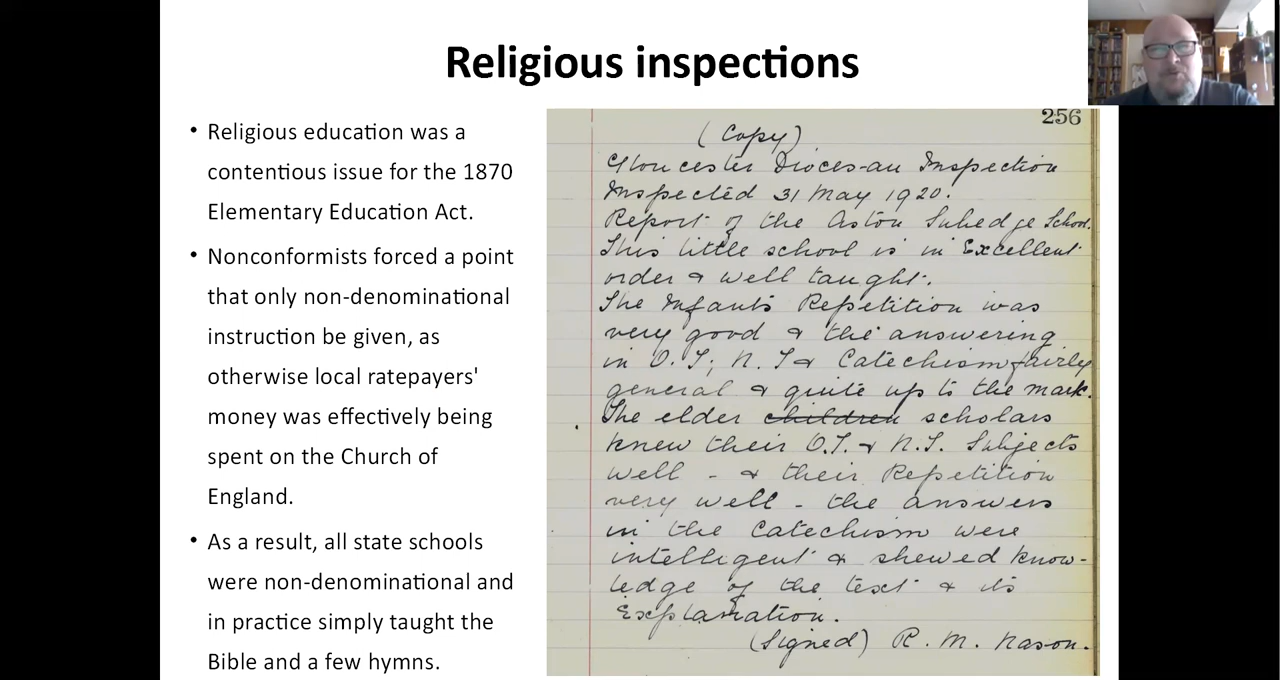 Religious inspections
• Religious education was a
contentious issue for the 1870
Elementary Education Act.
• Nonconformists forced a point
that only non-denominational
instruction be given, as
otherwise local ratepayers'
money was effectively being
spent on the Church of
England.
• As a result, all state schools
were non-denominational and
in practice simply taught the
Bible and a few hymns.
256
(Copy)
Gloucester Diocesan Inspection
Inspected 31 May 1920.
Report of the Aston Subedge School.
This little school is in Excellent
order & well taught.
The Infants Repetition was
very good & the answering
in O.T; N.T & Catechism fairly
general & quite up to the mark.
The elder children scholars
knew their O.T. & N.T. Subjects
well - & their Repetition
very well - the answers
in the Catechism were
intelligent & shewed know-
ledge of the text & its
Explanation.
(Signed) R. M. Nason.